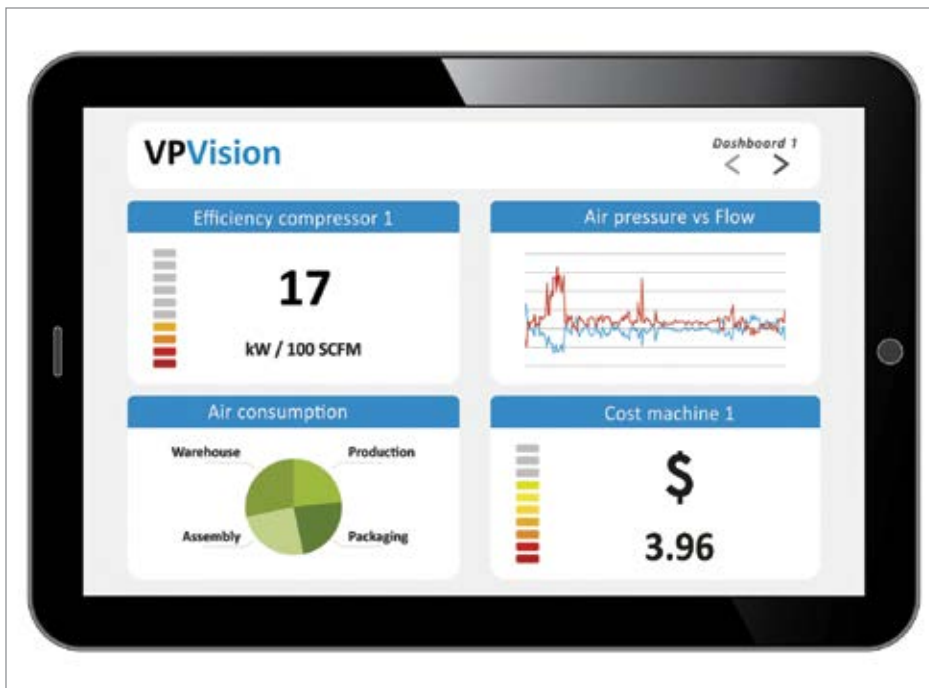 VPVision
Dashboard 1
< >
Efficiency compressor 1
17
kW / 100 SCFM
Air pressure vs Flow
Air consumption
Warehouse
Production
Assembly
Packaging
Cost machine 1
$
3.96